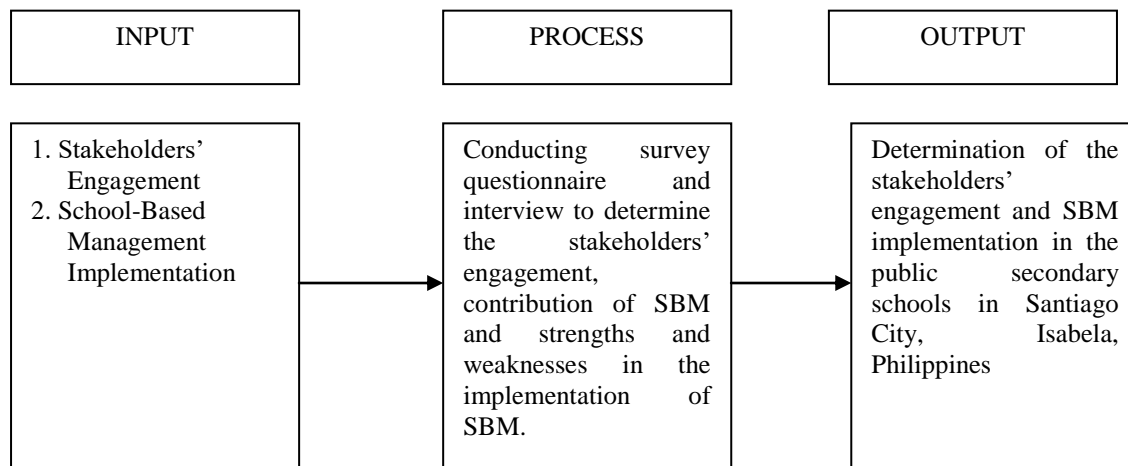 INPUT
PROCESS
OUTPUT
1. Stakeholders’
Engagement
2. School-Based
Management
Implementation
Conducting survey
questionnaire and
interview to determine
the stakeholders’
engagement,
contribution of SBM
and strengths and
weaknesses in the
implementation of
SBM.
Determination of the
stakeholders’
engagement and SBM
implementation in the
public secondary
schools in Santiago
City, Isabela,
Philippines